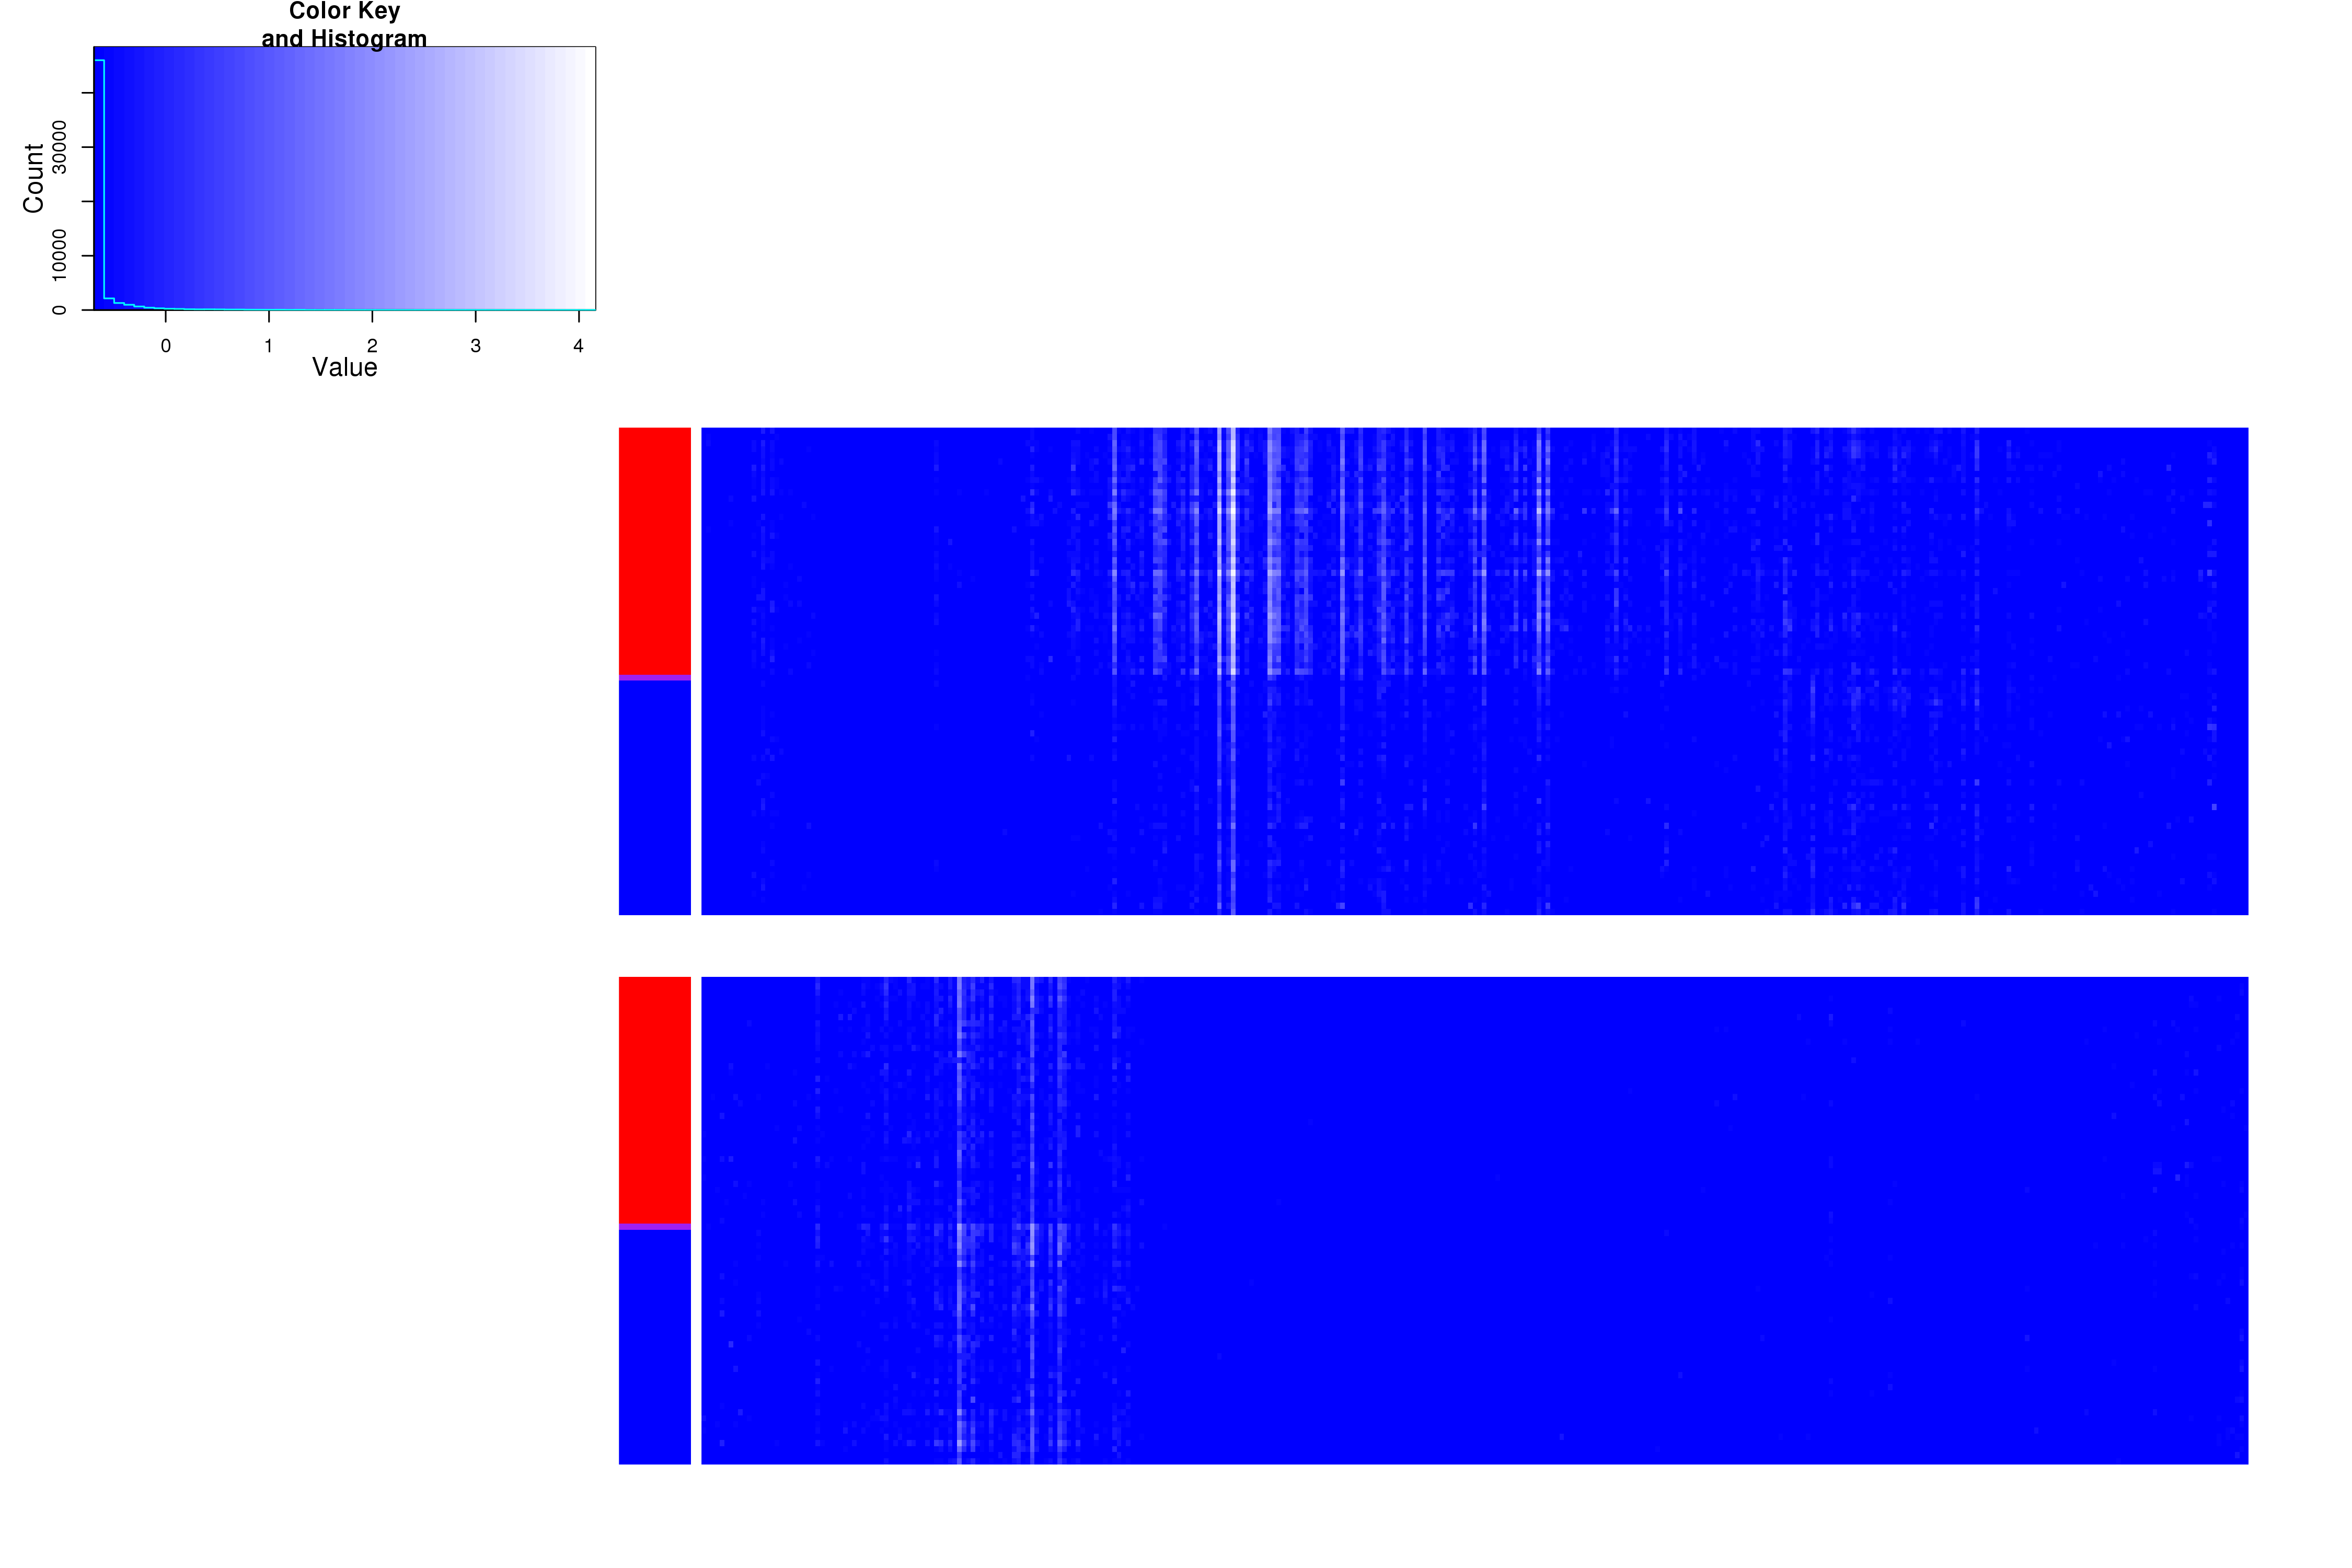 Color Key
and Histogram
Count
0 10000 30000
0 1 2 3 4
Value